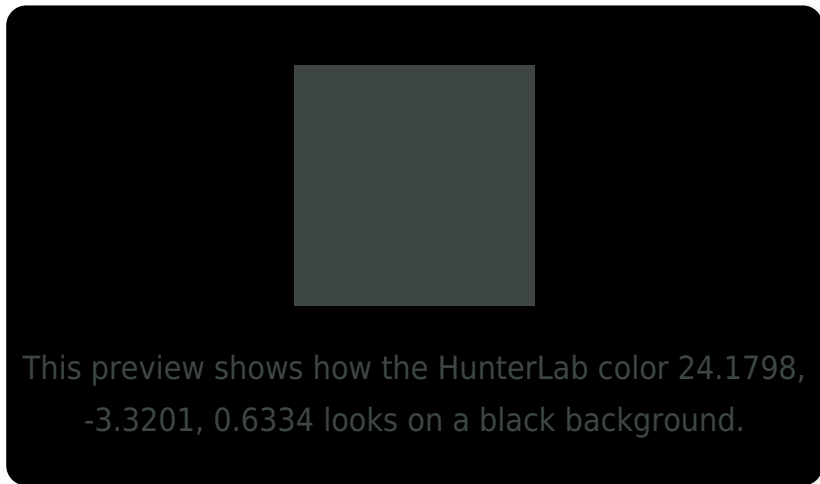 This preview shows how the HunterLab color 24.1798,
-3.3201, 0.6334 looks on a black background.